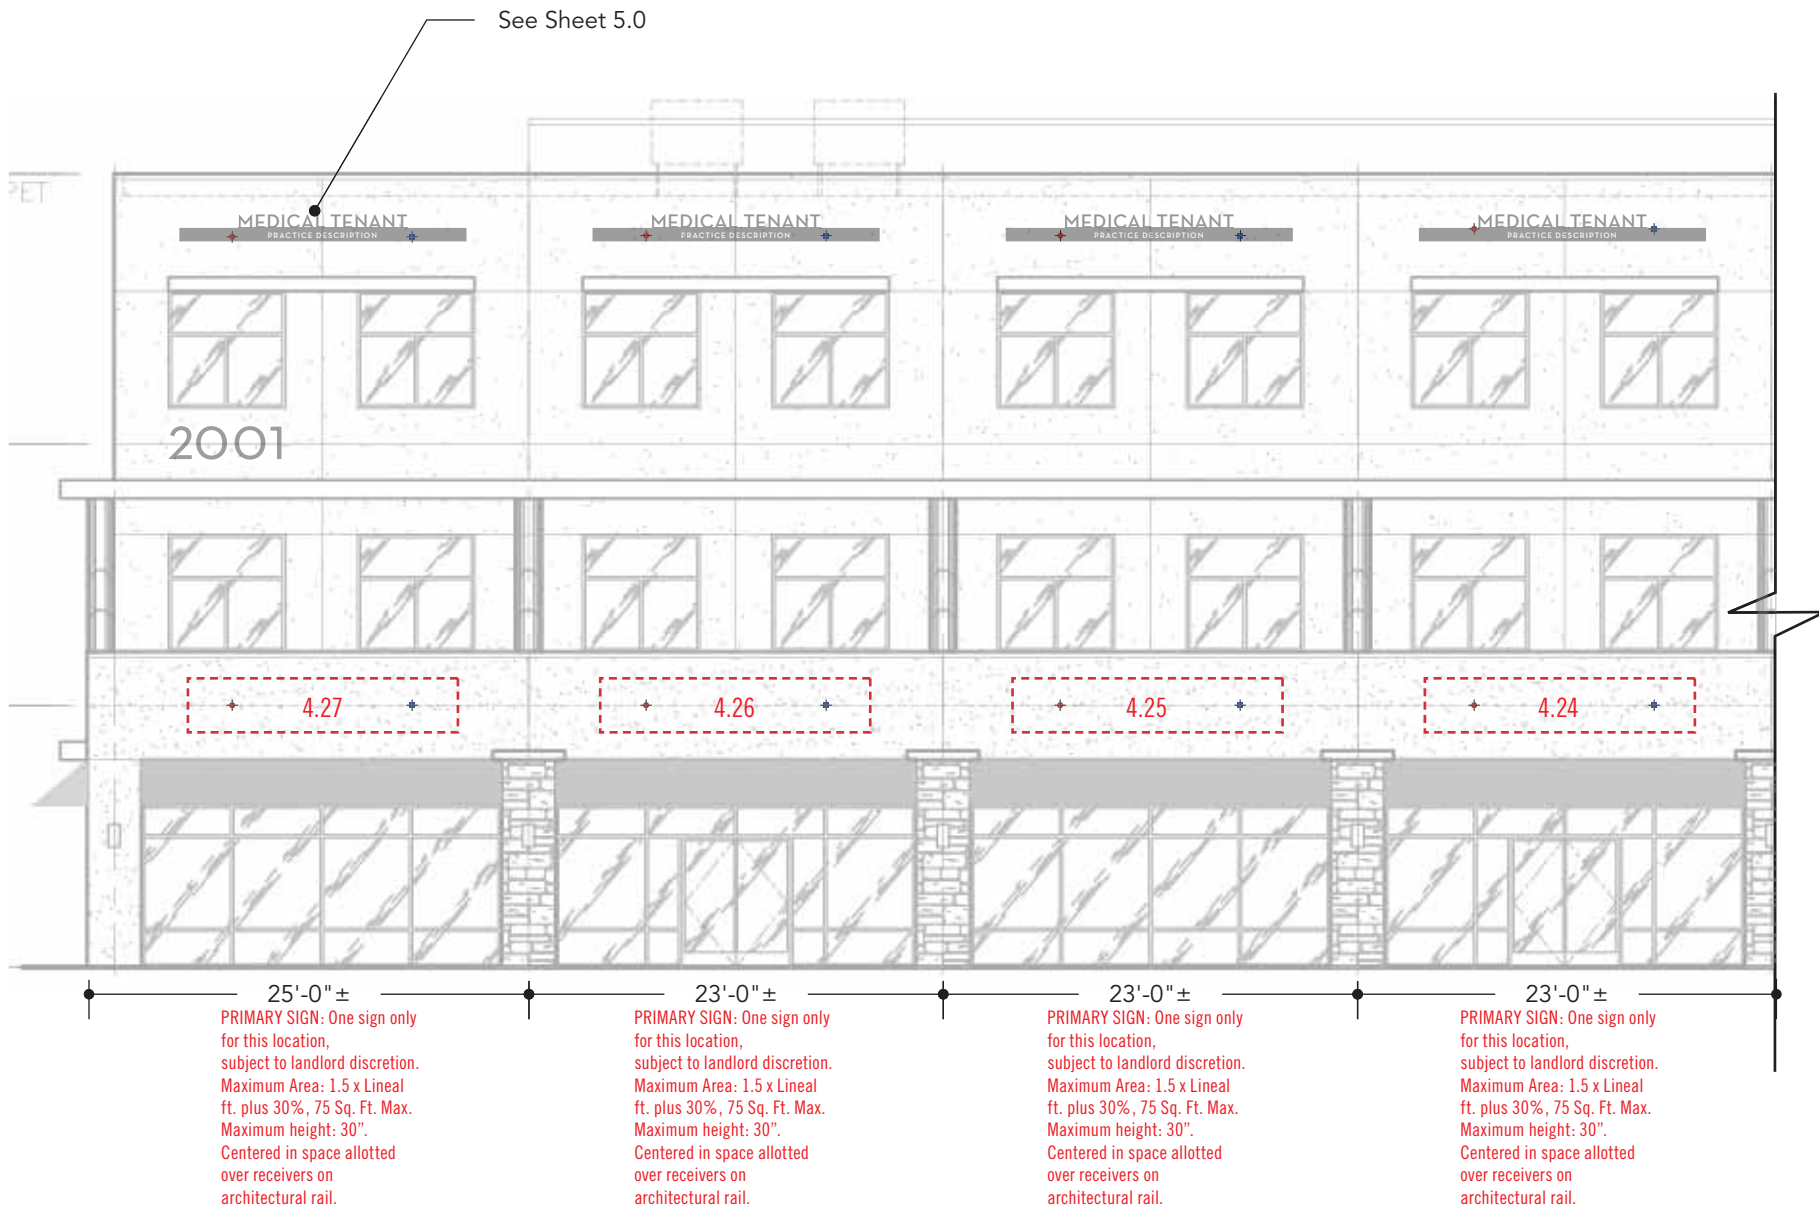 See Sheet 5.0
PET
MEDICAL TENANT
PRACTICE DESCRIPTION
MEDICAL TENANT
PRACTICE DESCRIPTION
MEDICAL TENANT
PRACTICE DESCRIPTION
MEDICAL TENANT
PRACTICE DESCRIPTION
2001
4.27
4.26
4.25
4.24
25'-0"±
23'-0"±
23'-0"±
23'-0"±
PRIMARY SIGN: One sign only
for this location,
subject to landlord discretion.
Maximum Area: 1.5 x Lineal
ft. plus 30%, 75 Sq. Ft. Max.
Maximum height: 30”.
Centered in space allotted
over receivers on
architectural rail.
PRIMARY SIGN: One sign only
for this location,
subject to landlord discretion.
Maximum Area: 1.5 x Lineal
ft. plus 30%, 75 Sq. Ft. Max.
Maximum height: 30”.
Centered in space allotted
over receivers on
architectural rail.
PRIMARY SIGN: One sign only
for this location,
subject to landlord discretion.
Maximum Area: 1.5 x Lineal
ft. plus 30%, 75 Sq. Ft. Max.
Maximum height: 30”.
Centered in space allotted
over receivers on
architectural rail.
PRIMARY SIGN: One sign only
for this location,
subject to landlord discretion.
Maximum Area: 1.5 x Lineal
ft. plus 30%, 75 Sq. Ft. Max.
Maximum height: 30”.
Centered in space allotted
over receivers on
architectural rail.